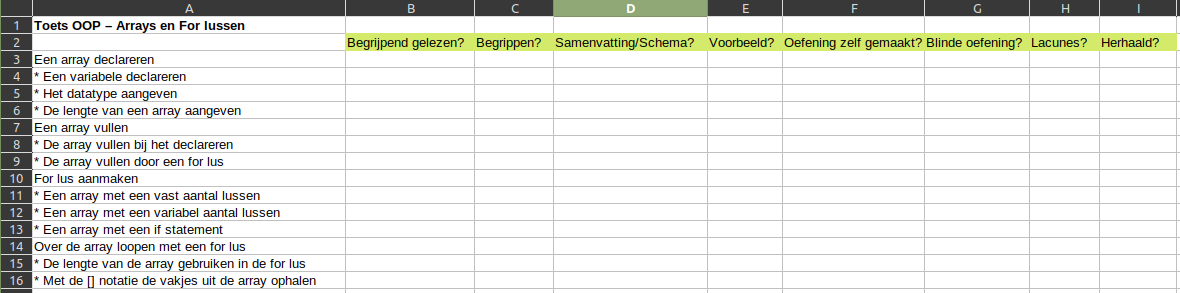 A B C D E F G H I
1 Toets OOP – Arrays en For lussen
2 Begrijpend gelezen? Begrippen? Samenvatting/Schema? Voorbeeld? Oefening zelf gemaakt? Blinde oefening? Lacunes? Herhaald?
3 Een array declareren
4 * Een variabele declareren
5 * Het datatype aangeven
6 * De lengte van een array aangeven
7 Een array vullen
8 * De array vullen bij het declareren
9 * De array vullen door een for lus
10 For lus aanmaken
11 * Een array met een vast aantal lussen
12 * Een array met een variabel aantal lussen
13 * Een array met een if statement
14 Over de array loopen met een for lus
15 * De lengte van de array gebruiken in de for lus
16 * Met de [] notatie de vakjes uit de array ophalen